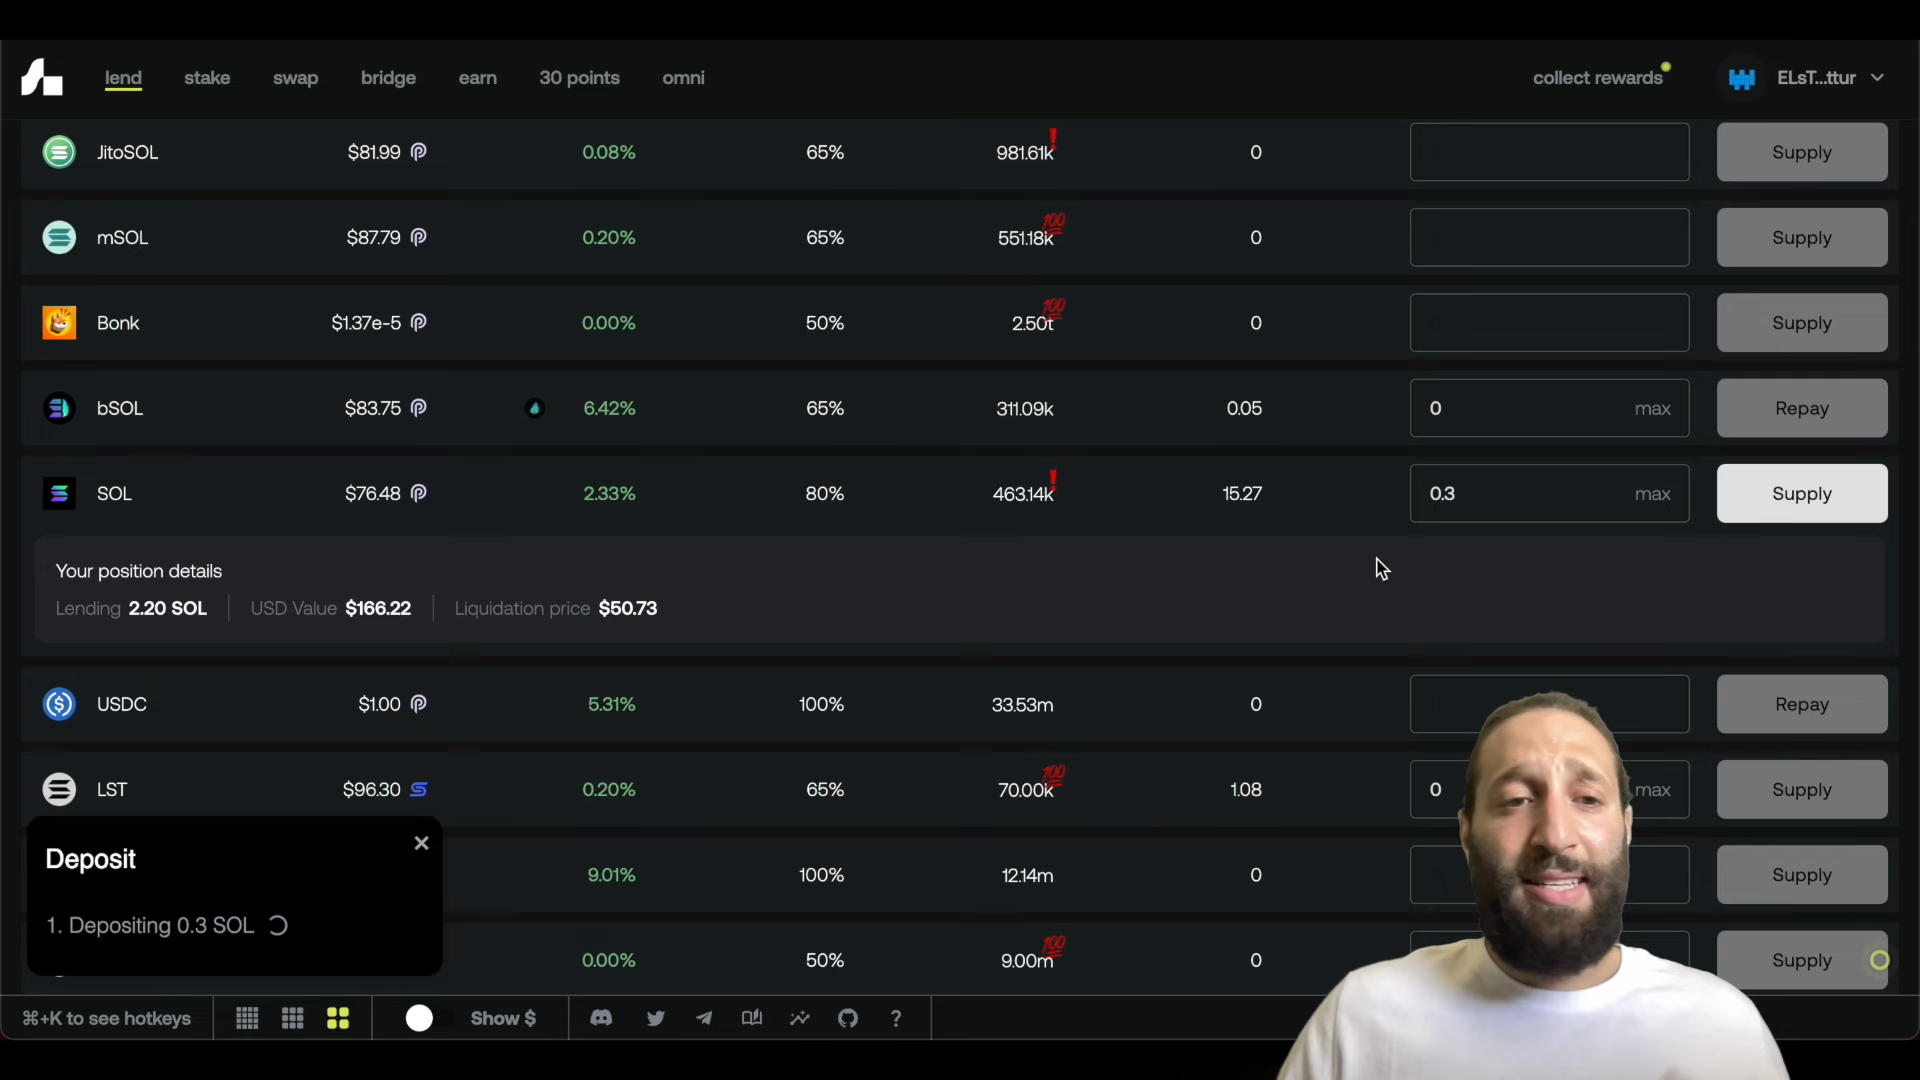 lend stake swap bridge earn 30 points omni collect rewards ELsT...ttur
JitoSOL $81.99 0.08% 65% 981.61k 0 Supply
mSOL $87.79 0.20% 65% 551.18k 100 0 Supply
Bonk $1.37e-5 0.00% 50% 2.50t 100 0 Supply
bSOL $83.75 6.42% 65% 311.09k 0.05 0 max Repay
SOL $76.48 2.33% 80% 463.14k 15.27 0.3 max Supply
Your position details
Lending 2.20 SOL USD Value $166.22 Liquidation price $50.73
USDC $1.00 5.31% 100% 33.53m 0 Repay
LST $96.30 0.20% 65% 70.00k 100 1.08 0 max Supply
9.01% 100% 12.14m 0 Supply
0.00% 50% 9.00m 100 0 Supply
Deposit
1. Depositing 0.3 SOL
⌘+K to see hotkeys Show $ ?